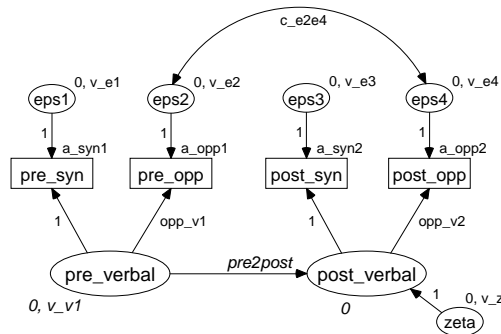 c_e2e4
0, v_e1
0, v_e2
0, v_e3
0, v_e4
eps1
eps2
eps3
eps4
1
1
1
1
a_syn1
a_opp1
a_syn2
a_opp2
pre_syn
pre_opp
post_syn
post_opp
1
opp_v1
1
opp_v2
pre_verbal
pre2post
post_verbal
0, v_v1
0
1
0, v_z
zeta